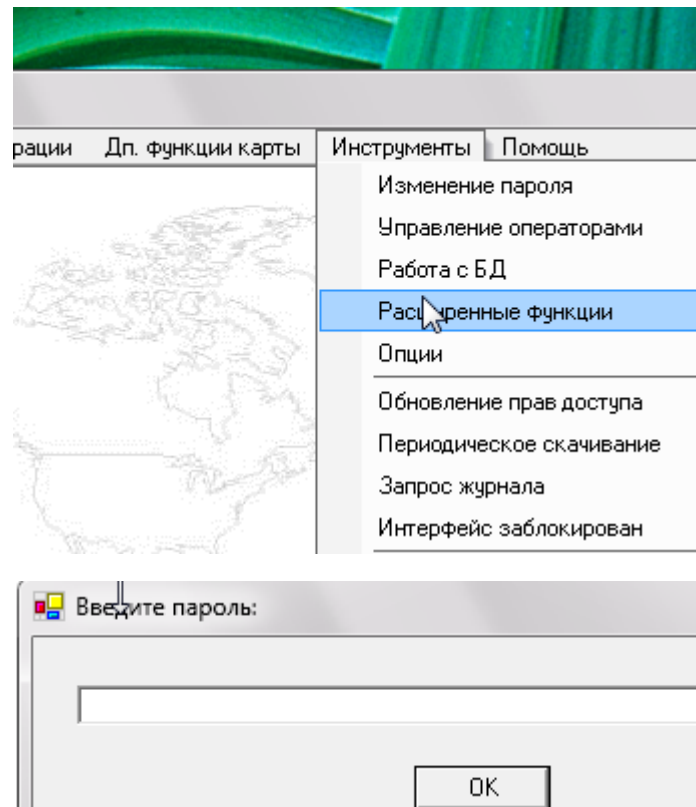 рации Дп. функции карты Инструменты Помощь
Изменение пароля
Управление операторами
Работа с БД
Расширенные функции
Опции
Обновление прав доступа
Периодическое скачивание
Запрос журнала
Интерфейс заблокирован
Введите пароль:
OK